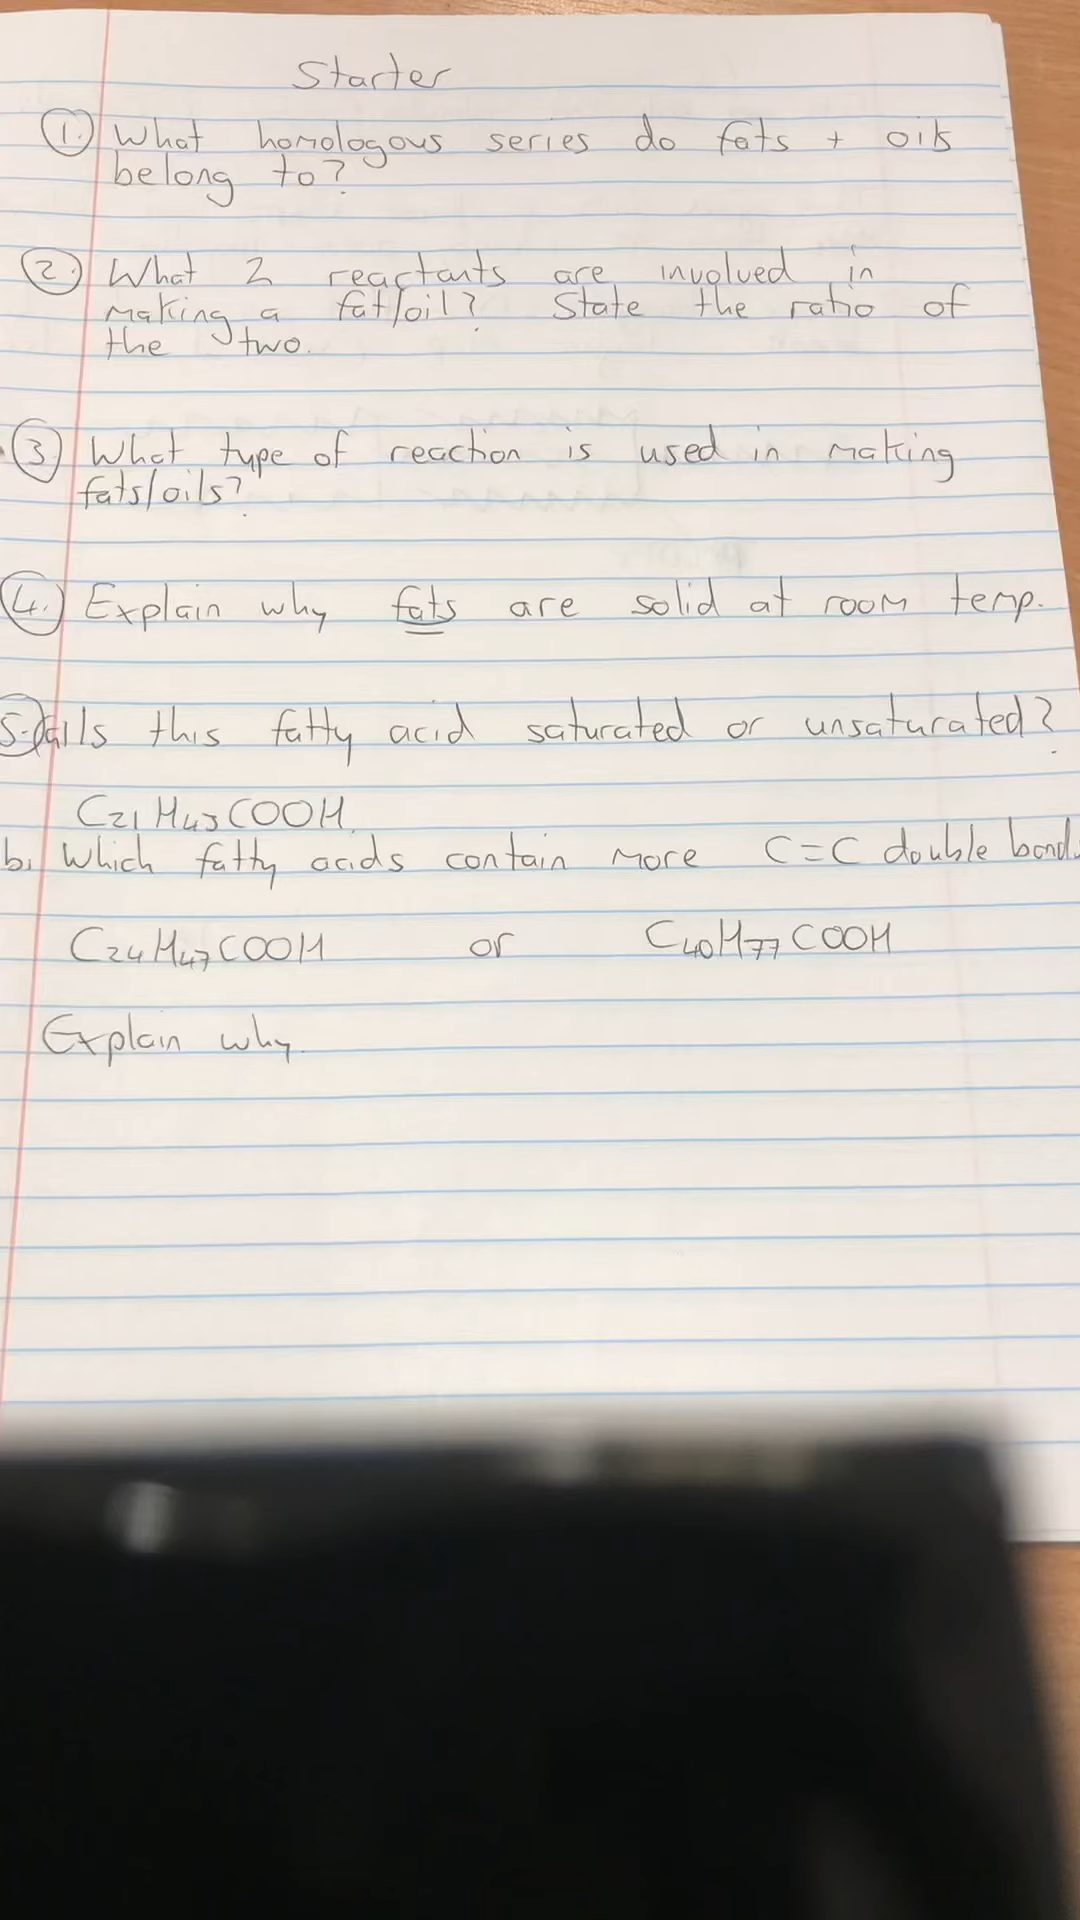 Starter
1. What homologous series do fats + oils
belong to?
2. What 2 reactants are involved in
making a fat/oil? State the ratio of
the two.
3. What type of reaction is used in making
fats/oils?
4. Explain why fats are solid at room temp.
5. a. Is this fatty acid saturated or unsaturated?
C21H43COOH.
b. Which fatty acids contain more C=C double bonds
C24H47COOH or C40H77COOH
Explain why.